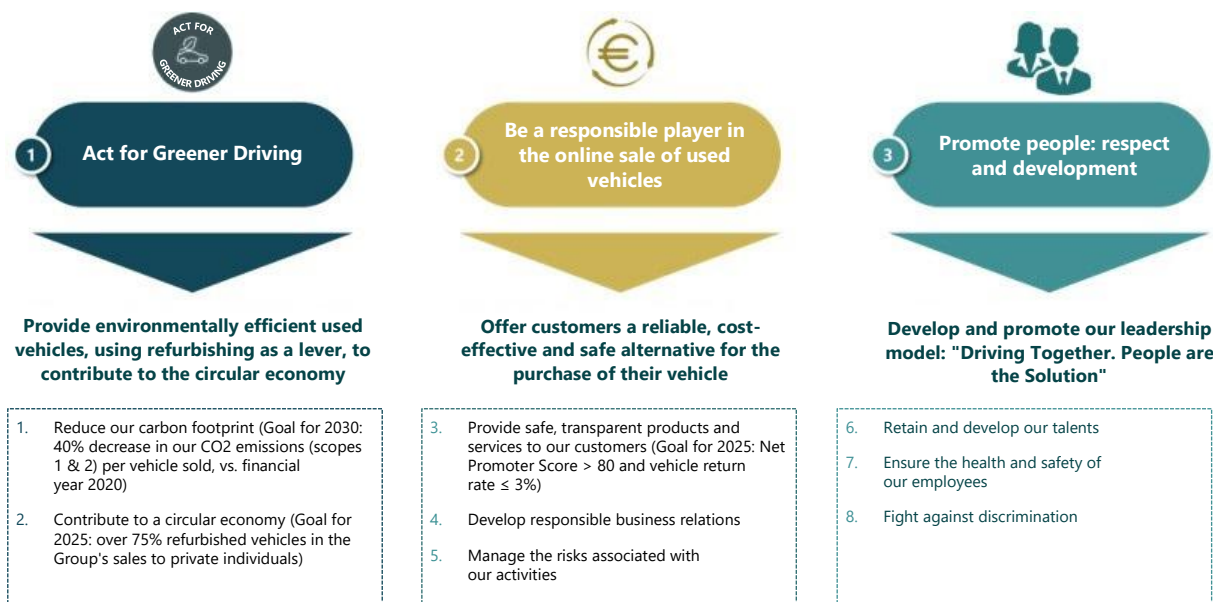 ACT FOR
GREENER DRIVING
1
Act for Greener Driving
Provide environmentally efficient used
vehicles, using refurbishing as a lever, to
contribute to the circular economy
1. Reduce our carbon footprint (Goal for 2030:
40% decrease in our CO2 emissions (scopes
1 & 2) per vehicle sold, vs. financial
year 2020)
2. Contribute to a circular economy (Goal for
2025: over 75% refurbished vehicles in the
Group's sales to private individuals)
€
2
Be a responsible player in
the online sale of used
vehicles
Offer customers a reliable, cost-
effective and safe alternative for the
purchase of their vehicle
3. Provide safe, transparent products and
services to our customers (Goal for 2025: Net
Promoter Score > 80 and vehicle return
rate ≤ 3%)
4. Develop responsible business relations
5. Manage the risks associated with
our activities
3
Promote people: respect
and development
Develop and promote our leadership
model: "Driving Together. People are
the Solution"
6. Retain and develop our talents
7. Ensure the health and safety of
our employees
8. Fight against discrimination